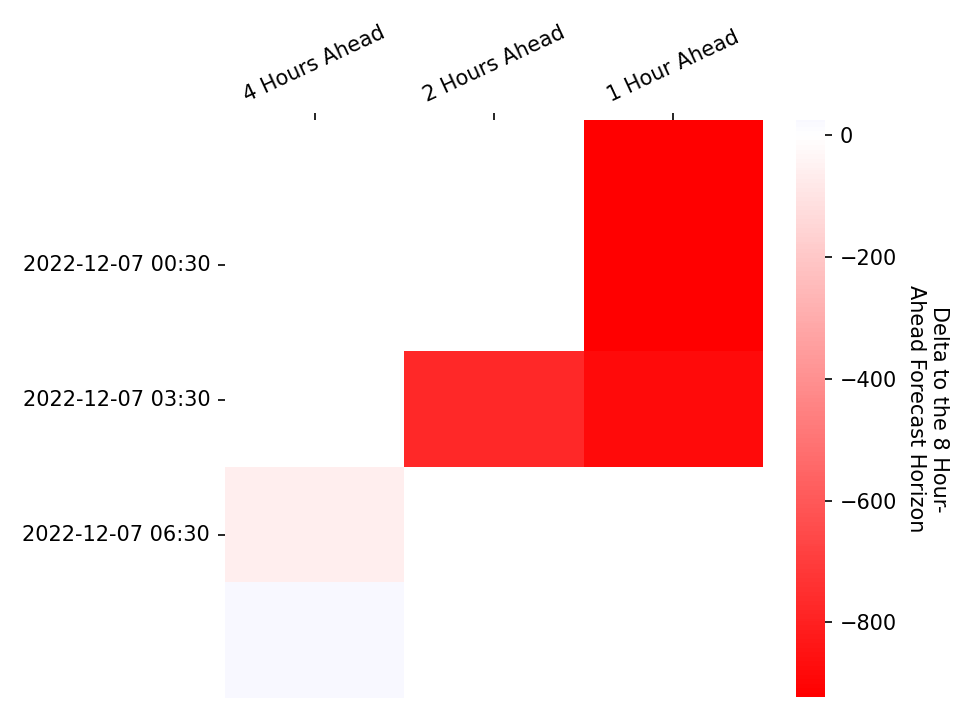 4 Hours Ahead
2 Hours Ahead
1 Hour Ahead
2022-12-07 00:30
2022-12-07 03:30
2022-12-07 06:30
0
−200
−400
−600
−800
Delta to the 8 Hour-
Ahead Forecast Horizon